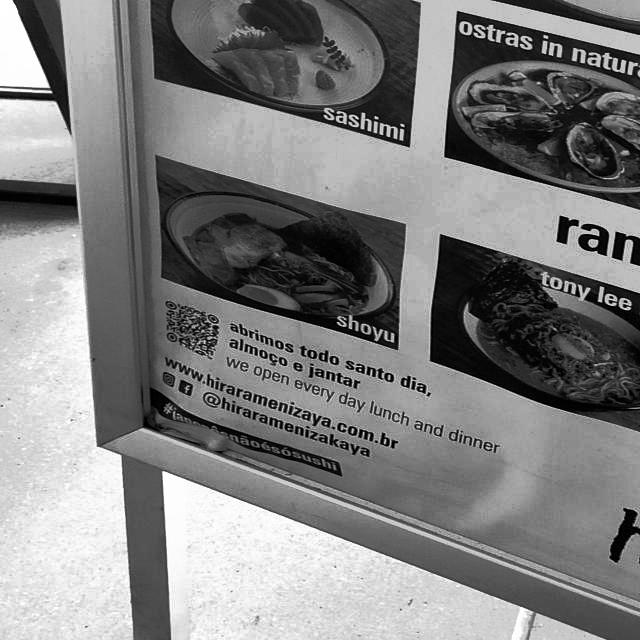 ostras in natura
sashimi
ram
tony lee
shoyu
abrimos todo santo dia,
almoço e jantar
we open every day lunch and dinner
www.hiraramenizaya.com.br
@hiraramenizakaya